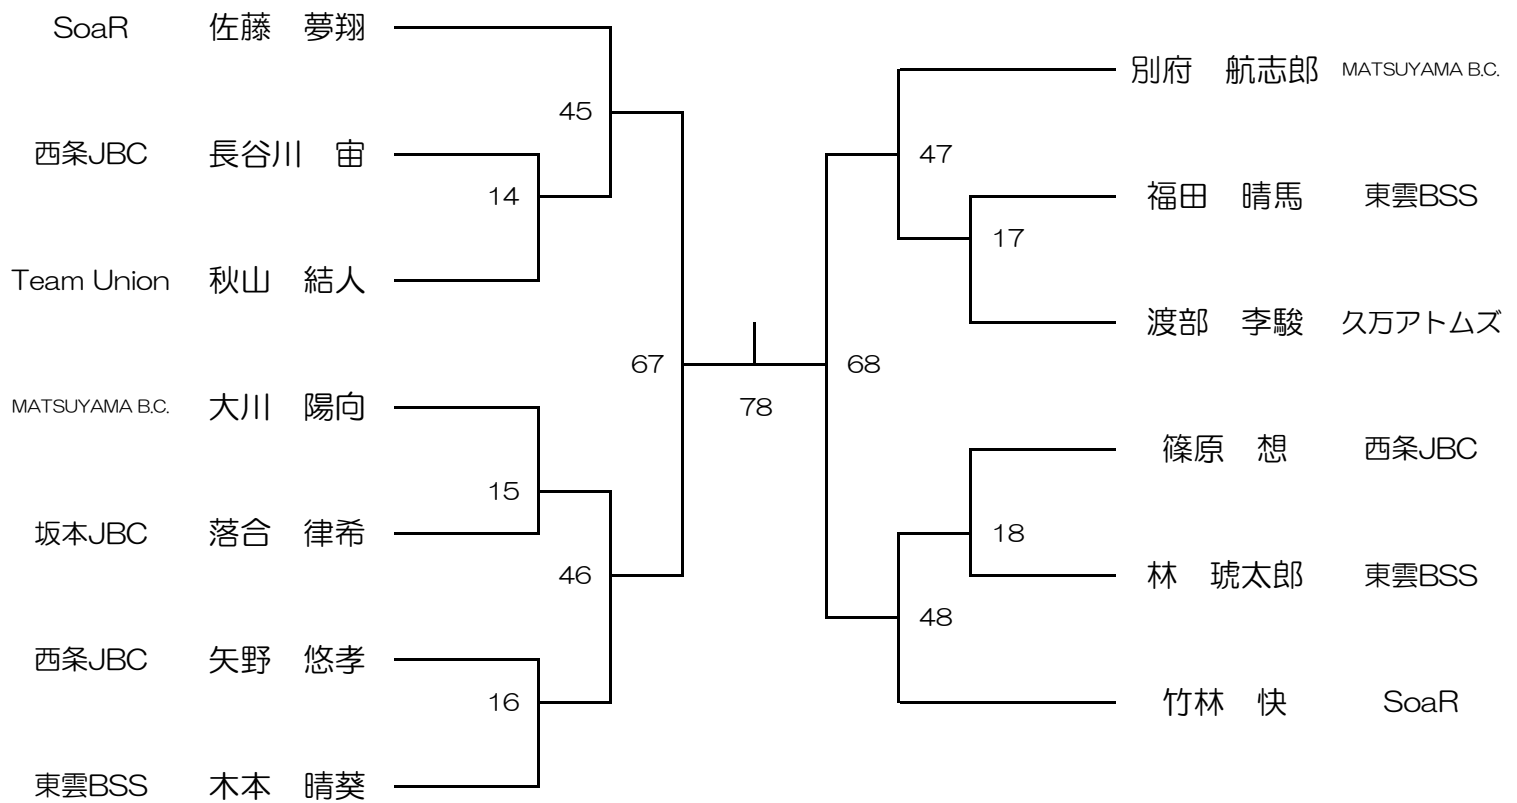 SoaR 佐藤 夢翔
45
西条JBC 長谷川 宙
14
Team Union 秋山 結人
67
MATSUYAMA B.C. 大川 陽向
15
坂本JBC 落合 律希
46
西条JBC 矢野 悠孝
16
東雲BSS 木本 晴葵
78
別府 航志郎 MATSUYAMA B.C.
47
福田 晴馬 東雲BSS
17
渡部 李駿 久万アトムズ
68
篠原 想 西条JBC
18
林 琥太郎 東雲BSS
48
竹林 快 SoaR